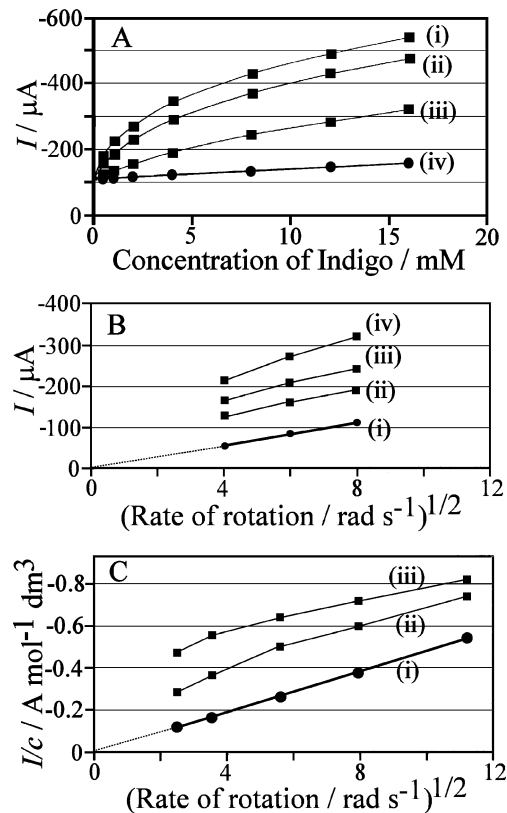 -600
A
(i)
(ii)
-400
I / μA
(iii)
-200
(iv)
0
0 5 10 15 20
Concentration of Indigo / mM
-400
B
(iv)
-300
I / μA
(iii)
-200
(ii)
-100
(i)
0
0 4 8 12
(Rate of rotation / rad s-1)1/2
C
-0.8
(iii)
I/c / A mol-1 dm3
-0.6
(ii)
-0.4
(i)
-0.2
0
0 4 8 12
(Rate of rotation / rad s-1)1/2